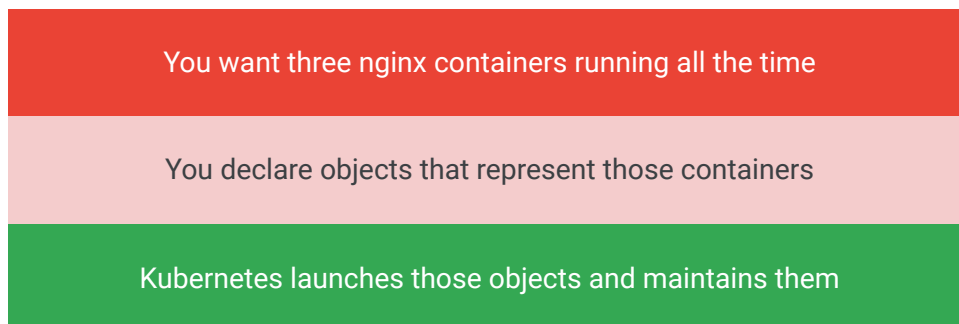 You want three nginx containers running all the time
You declare objects that represent those containers
Kubernetes launches those objects and maintains them